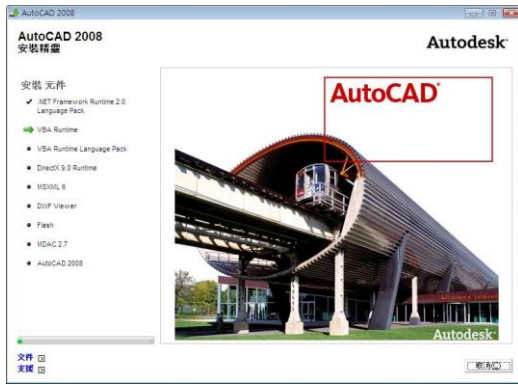 AutoCAD 2008
AutoCAD 2008
安裝精靈
Autodesk
安裝 元件
.NET Framework Runtime 2.0
Language Pack
VBA Runtime
VBA Runtime Language Pack
DirectX 9.0 Runtime
MSXML 6
DWF Viewer
Flash
MDAC 2.7
AutoCAD 2008
AutoCAD
Autodesk
文件
支援
取消(C)